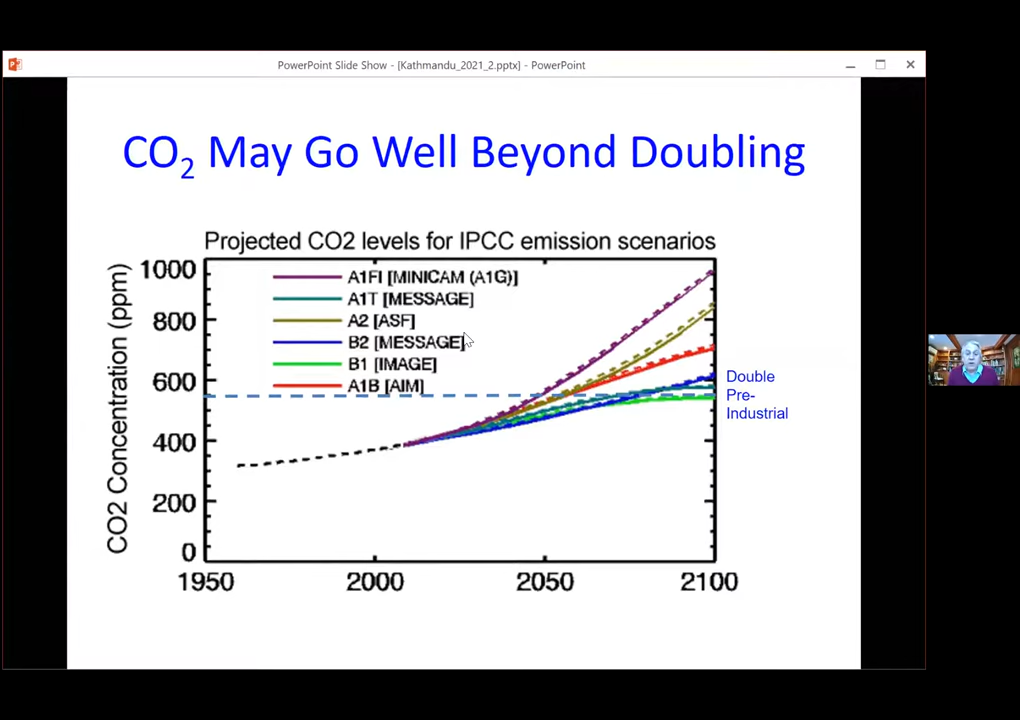 PowerPoint Slide Show - [Kathmandu_2021_2.pptx] - PowerPoint
CO2 May Go Well Beyond Doubling
Projected CO2 levels for IPCC emission scenarios
CO2 Concentration (ppm)
1000
800
600
400
200
0
A1FI [MINICAM (A1G)]
A1T [MESSAGE]
A2 [ASF]
B2 [MESSAGE]
B1 [IMAGE]
A1B [AIM]
Double
Pre-
Industrial
1950 2000 2050 2100